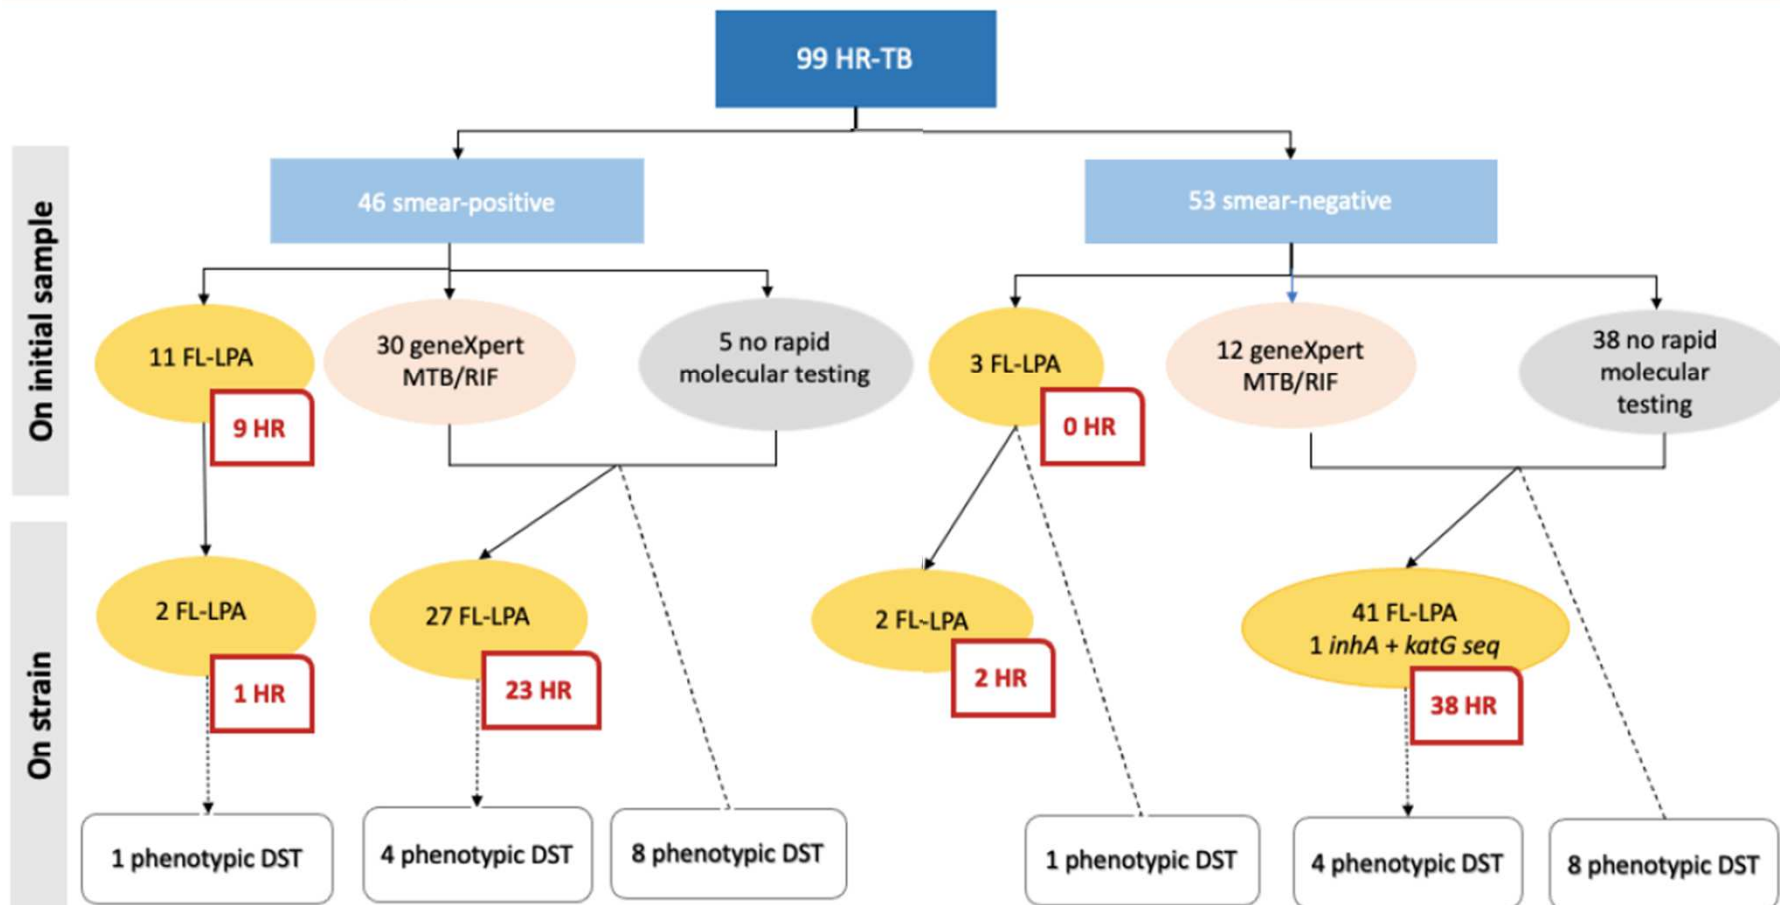 99 HR-TB
46 smear-positive
53 smear-negative
On initial sample
11 FL-LPA
9 HR
30 geneXpert
MTB/RIF
5 no rapid
molecular testing
3 FL-LPA
0 HR
12 geneXpert
MTB/RIF
38 no rapid
molecular
testing
On strain
2 FL-LPA
1 HR
27 FL-LPA
23 HR
2 FL-LPA
2 HR
41 FL-LPA
1 inhA + katG seq
38 HR
1 phenotypic DST
4 phenotypic DST
8 phenotypic DST
1 phenotypic DST
4 phenotypic DST
8 phenotypic DST